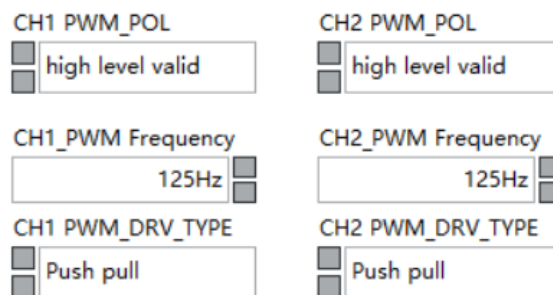 CH1 PWM_POL
CH2 PWM_POL
high level valid
high level valid
CH1_PWM Frequency
CH2_PWM Frequency
125Hz
125Hz
CH1 PWM_DRV_TYPE
CH2 PWM_DRV_TYPE
Push pull
Push pull